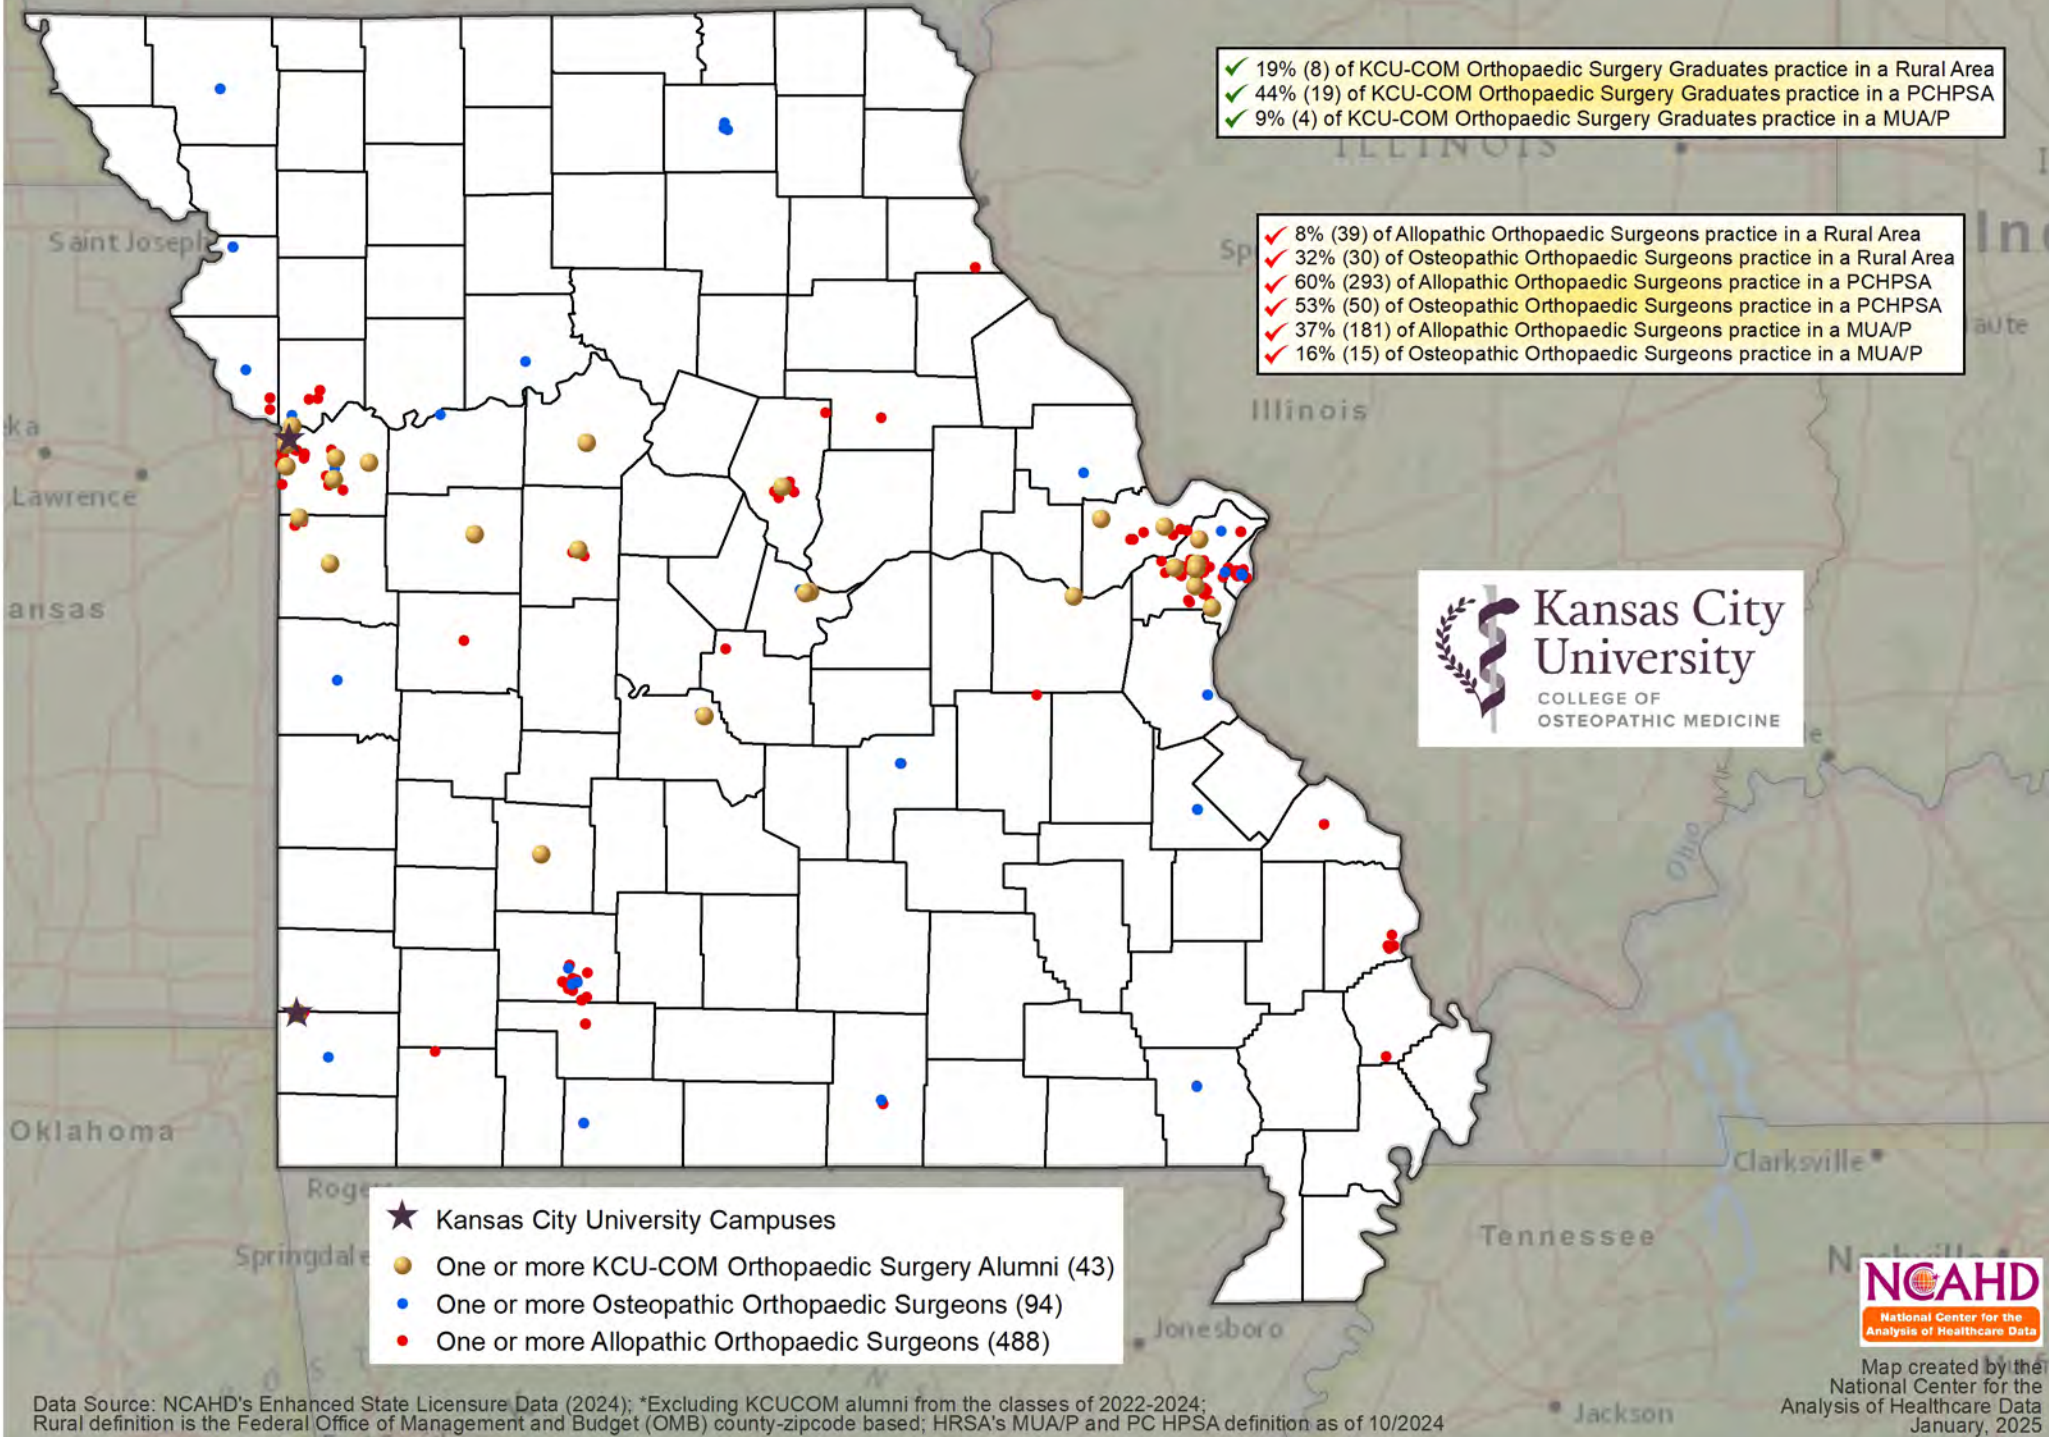 19% (8) of KCU-COM Orthopaedic Surgery Graduates practice in a Rural Area
44% (19) of KCU-COM Orthopaedic Surgery Graduates practice in a PCHPSA
9% (4) of KCU-COM Orthopaedic Surgery Graduates practice in a MUA/P
ILLINOIS
8% (39) of Allopathic Orthopaedic Surgeons practice in a Rural Area
32% (30) of Osteopathic Orthopaedic Surgeons practice in a Rural Area
60% (293) of Allopathic Orthopaedic Surgeons practice in a PCHPSA
53% (50) of Osteopathic Orthopaedic Surgeons practice in a PCHPSA
37% (181) of Allopathic Orthopaedic Surgeons practice in a MUA/P
16% (15) of Osteopathic Orthopaedic Surgeons practice in a MUA/P
Saint Joseph
Illinois
Lawrence
ansas
Kansas City
University
COLLEGE OF
OSTEOPATHIC MEDICINE
Ohio
Oklahoma
Clarksville
Tennessee
Springdale
Jonesboro
Jackson
Kansas City University Campuses
One or more KCU-COM Orthopaedic Surgery Alumni (43)
One or more Osteopathic Orthopaedic Surgeons (94)
One or more Allopathic Orthopaedic Surgeons (488)
NCAHD
National Center for the
Analysis of Healthcare Data
Map created by the
National Center for the
Analysis of Healthcare Data
January, 2025
Data Source: NCAHD's Enhanced State Licensure Data (2024); *Excluding KCUCOM alumni from the classes of 2022-2024;
Rural definition is the Federal Office of Management and Budget (OMB) county-zipcode based; HRSA's MUA/P and PC HPSA definition as of 10/2024